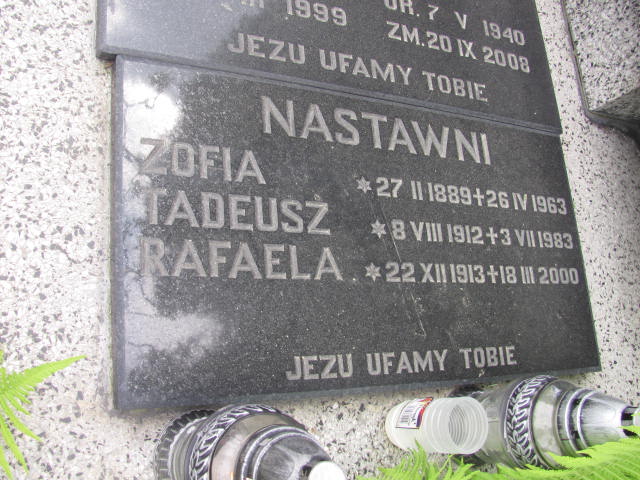 1999
UR. 7 V 1940
ZM. 20 IX 2008
JEZU UFAMY TOBIE
NASTAWNI
ZOFIA * 27 II 1889 + 26 IV 1963
TADEUSZ * 8 VIII 1912 + 3 VII 1983
RAFAELA * 22 XII 1913 + 18 III 2000
JEZU UFAMY TOBIE